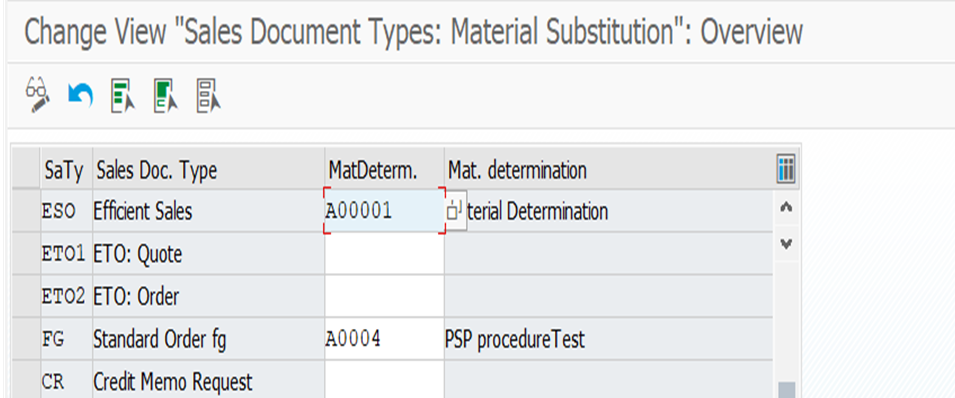 Change View "Sales Document Types: Material Substitution": Overview
SaTy Sales Doc. Type MatDeterm. Mat. determination
ESO Efficient Sales A00001 terial Determination
ETO1 ETO: Quote
ETO2 ETO: Order
FG Standard Order fg A0004 PSP procedureTest
CR Credit Memo Request